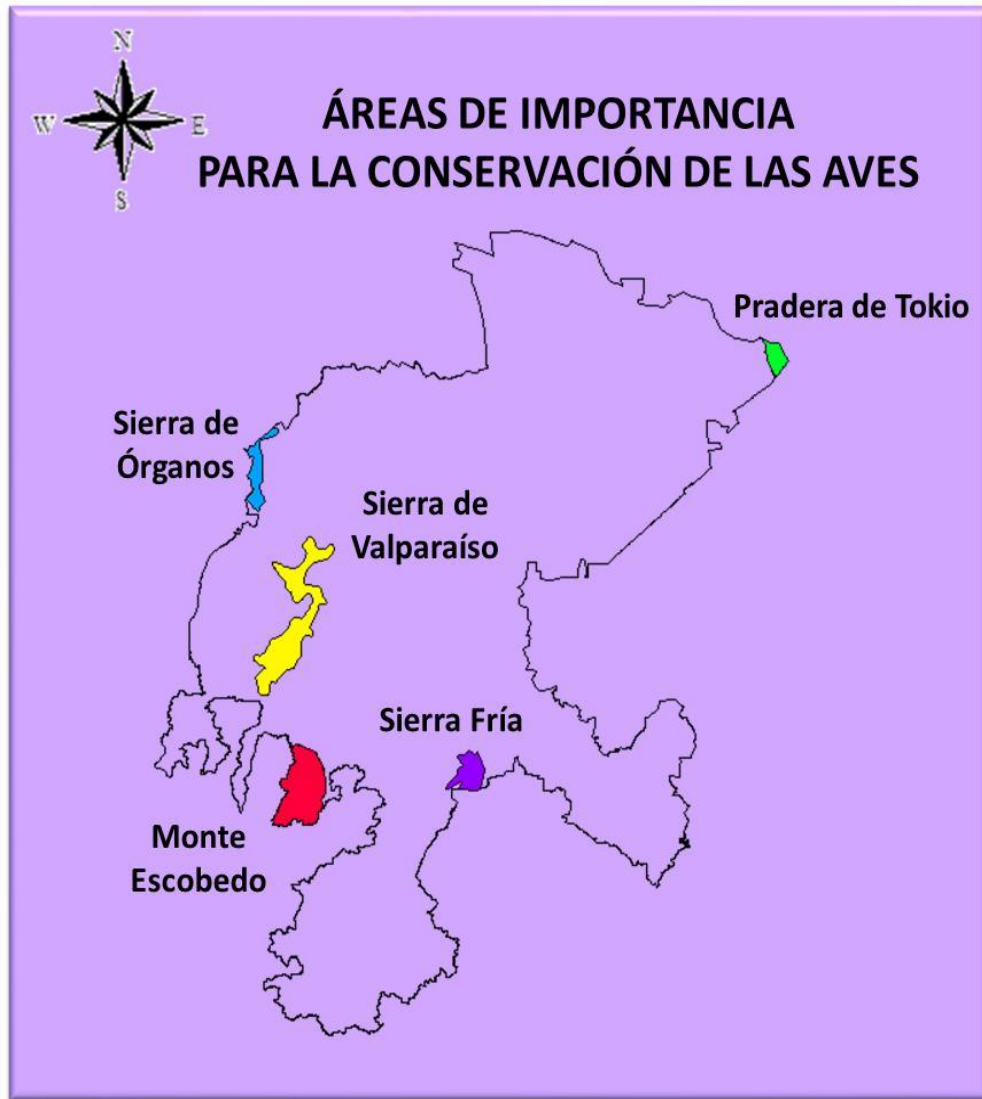 N
W E
S
ÁREAS DE IMPORTANCIA
PARA LA CONSERVACIÓN DE LAS AVES
Pradera de Tokio
Sierra de
Órganos
Sierra de
Valparaíso
Sierra Fría
Monte
Escobedo